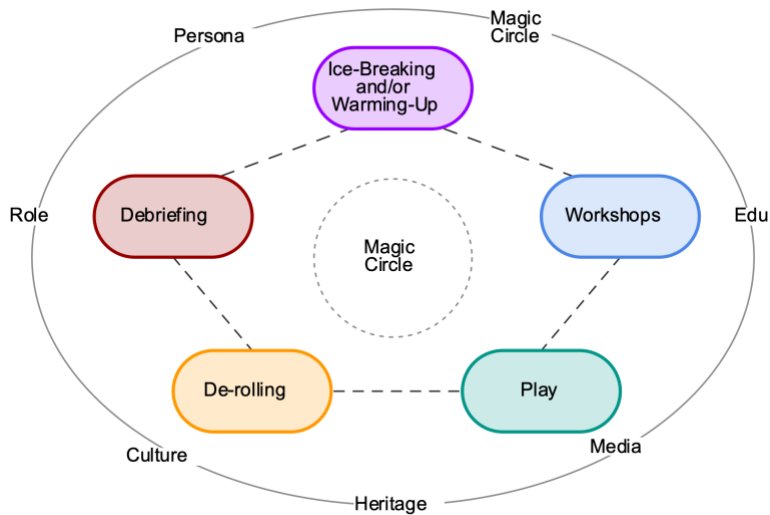 Magic
Circle
Persona
Ice-Breaking
and/or
Warming-Up
Role
Debriefing
Workshops
Edu
Magic
Circle
De-rolling
Play
Culture
Media
Heritage